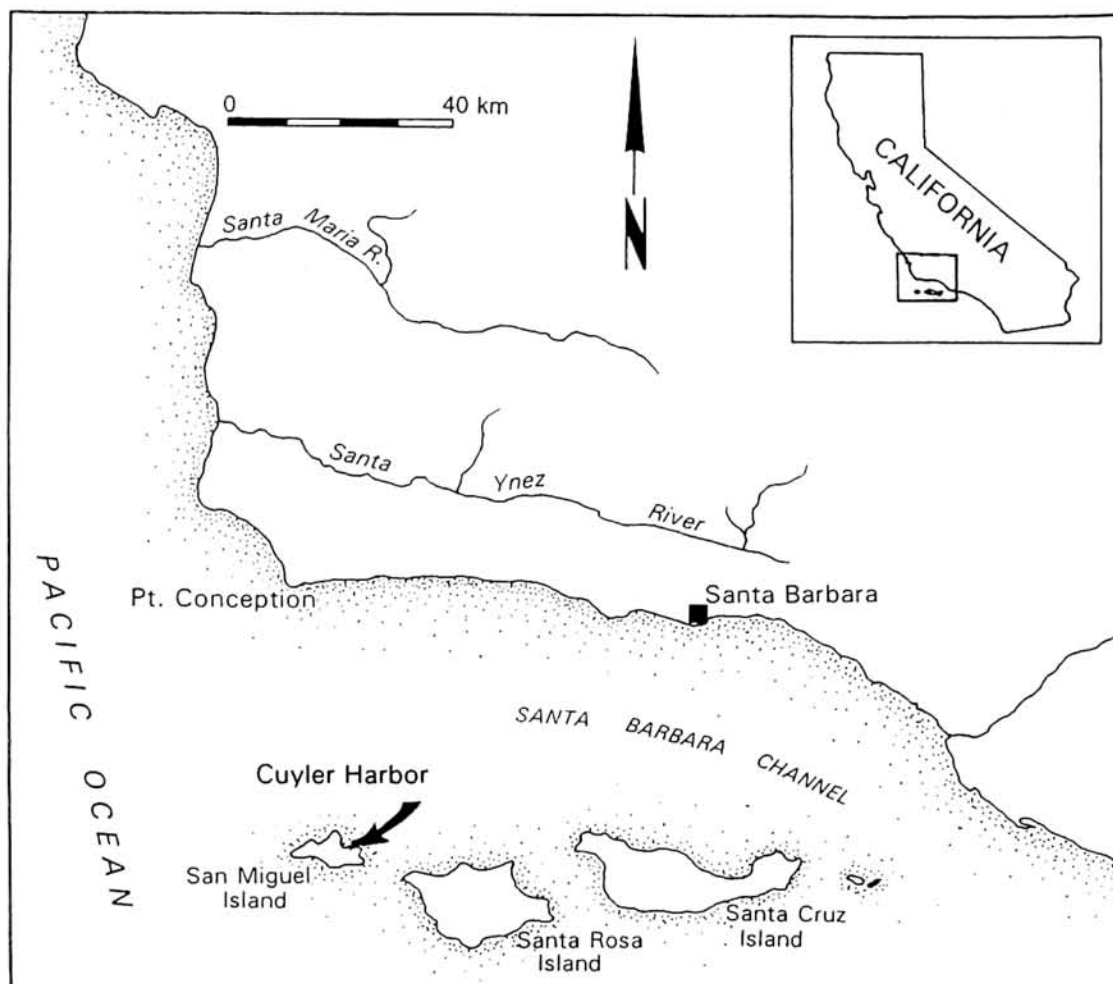 0 40 km
N
CALIFORNIA
Santa Maria R.
Santa Ynez River
Pt. Conception
Santa Barbara
PACIFIC OCEAN
SANTA BARBARA CHANNEL
Cuyler Harbor
San Miguel
Island
Santa Rosa
Island
Santa Cruz
Island